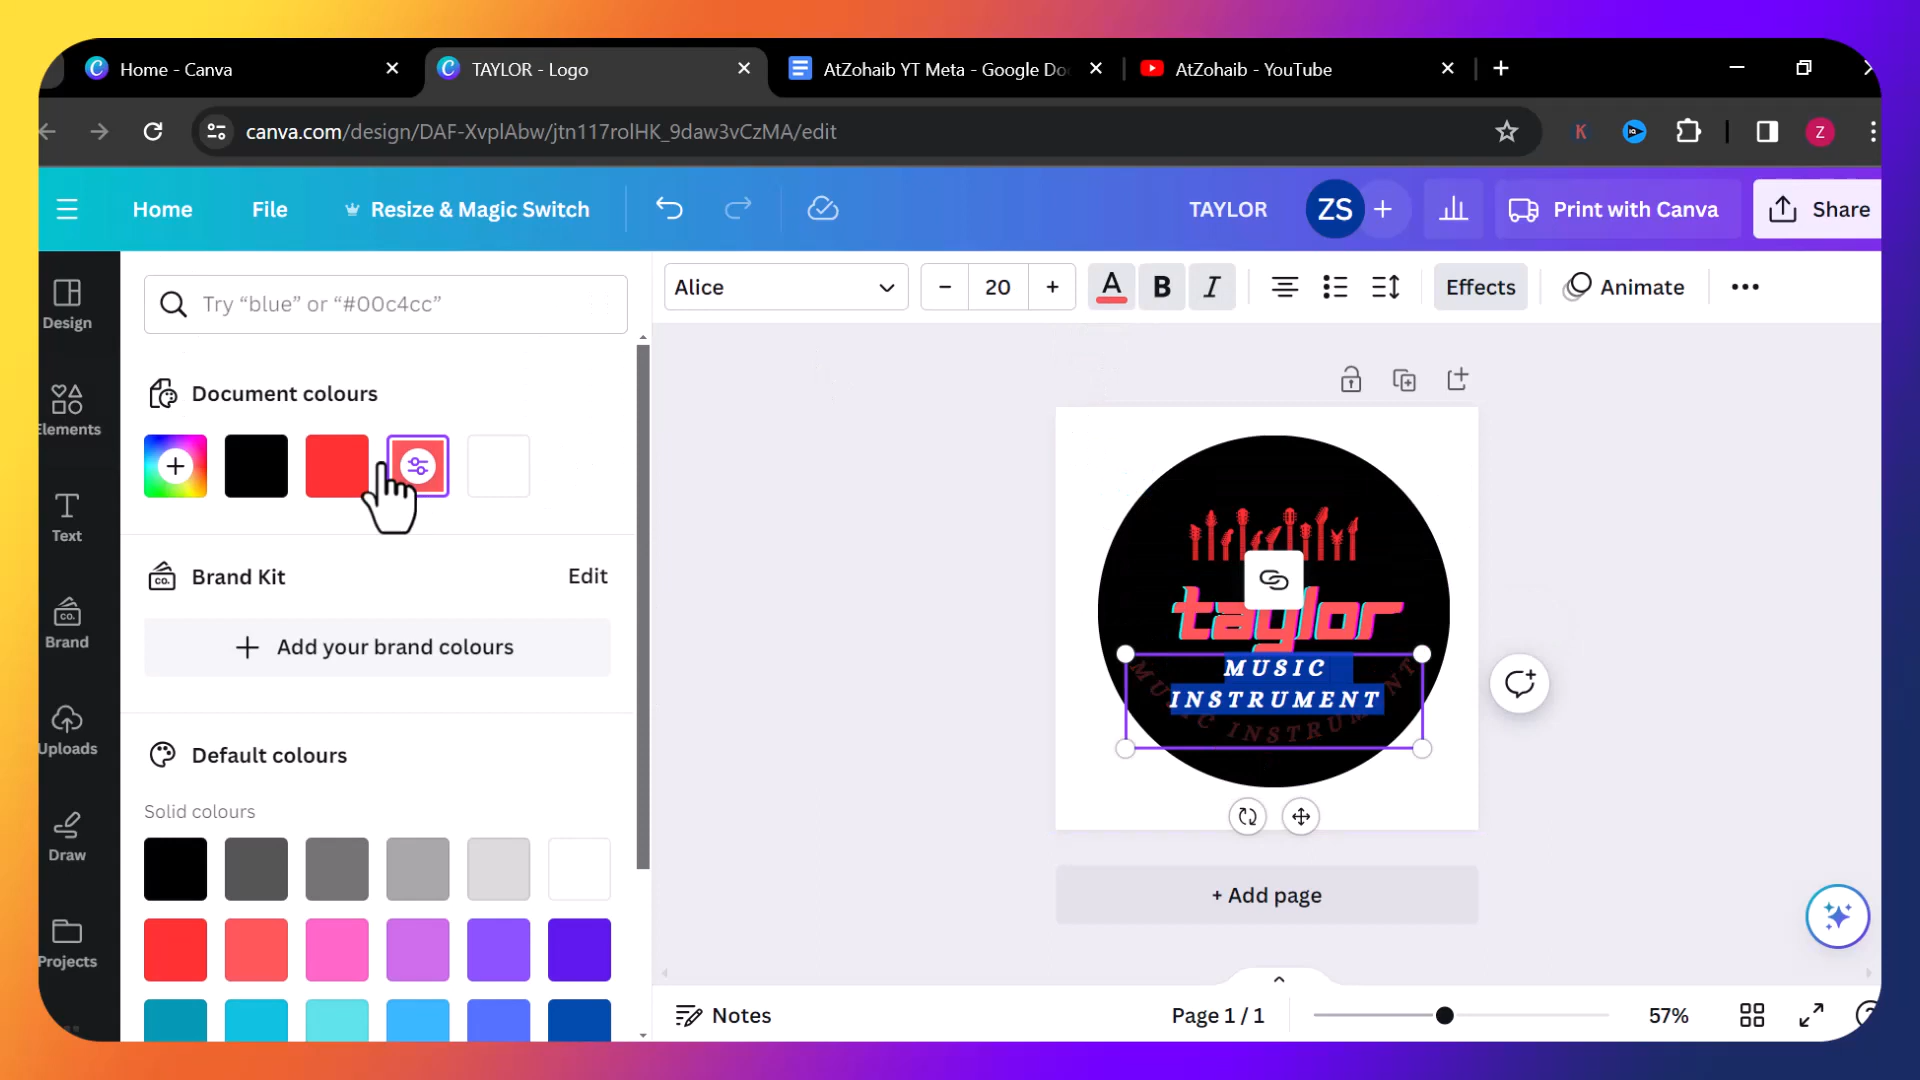 Home - Canva
TAYLOR - Logo
AtZohaib YT Meta - Google Do
AtZohaib - YouTube
canva.com/design/DAF-XvplAbw/jtn117rolHK_9daw3vCzMA/edit
K
Z
Home
File
Resize & Magic Switch
TAYLOR
ZS
Print with Canva
Share
Design
Elements
Text
Brand
Uploads
Draw
Projects
Try “blue” or “#00c4cc”
Document colours
Brand Kit
Edit
Add your brand colours
Default colours
Solid colours
Alice
20
A
B
I
Effects
Animate
taylor
MUSIC
INSTRUMENT
MUSIC INSTRUMENT
+ Add page
Notes
Page 1 / 1
57%